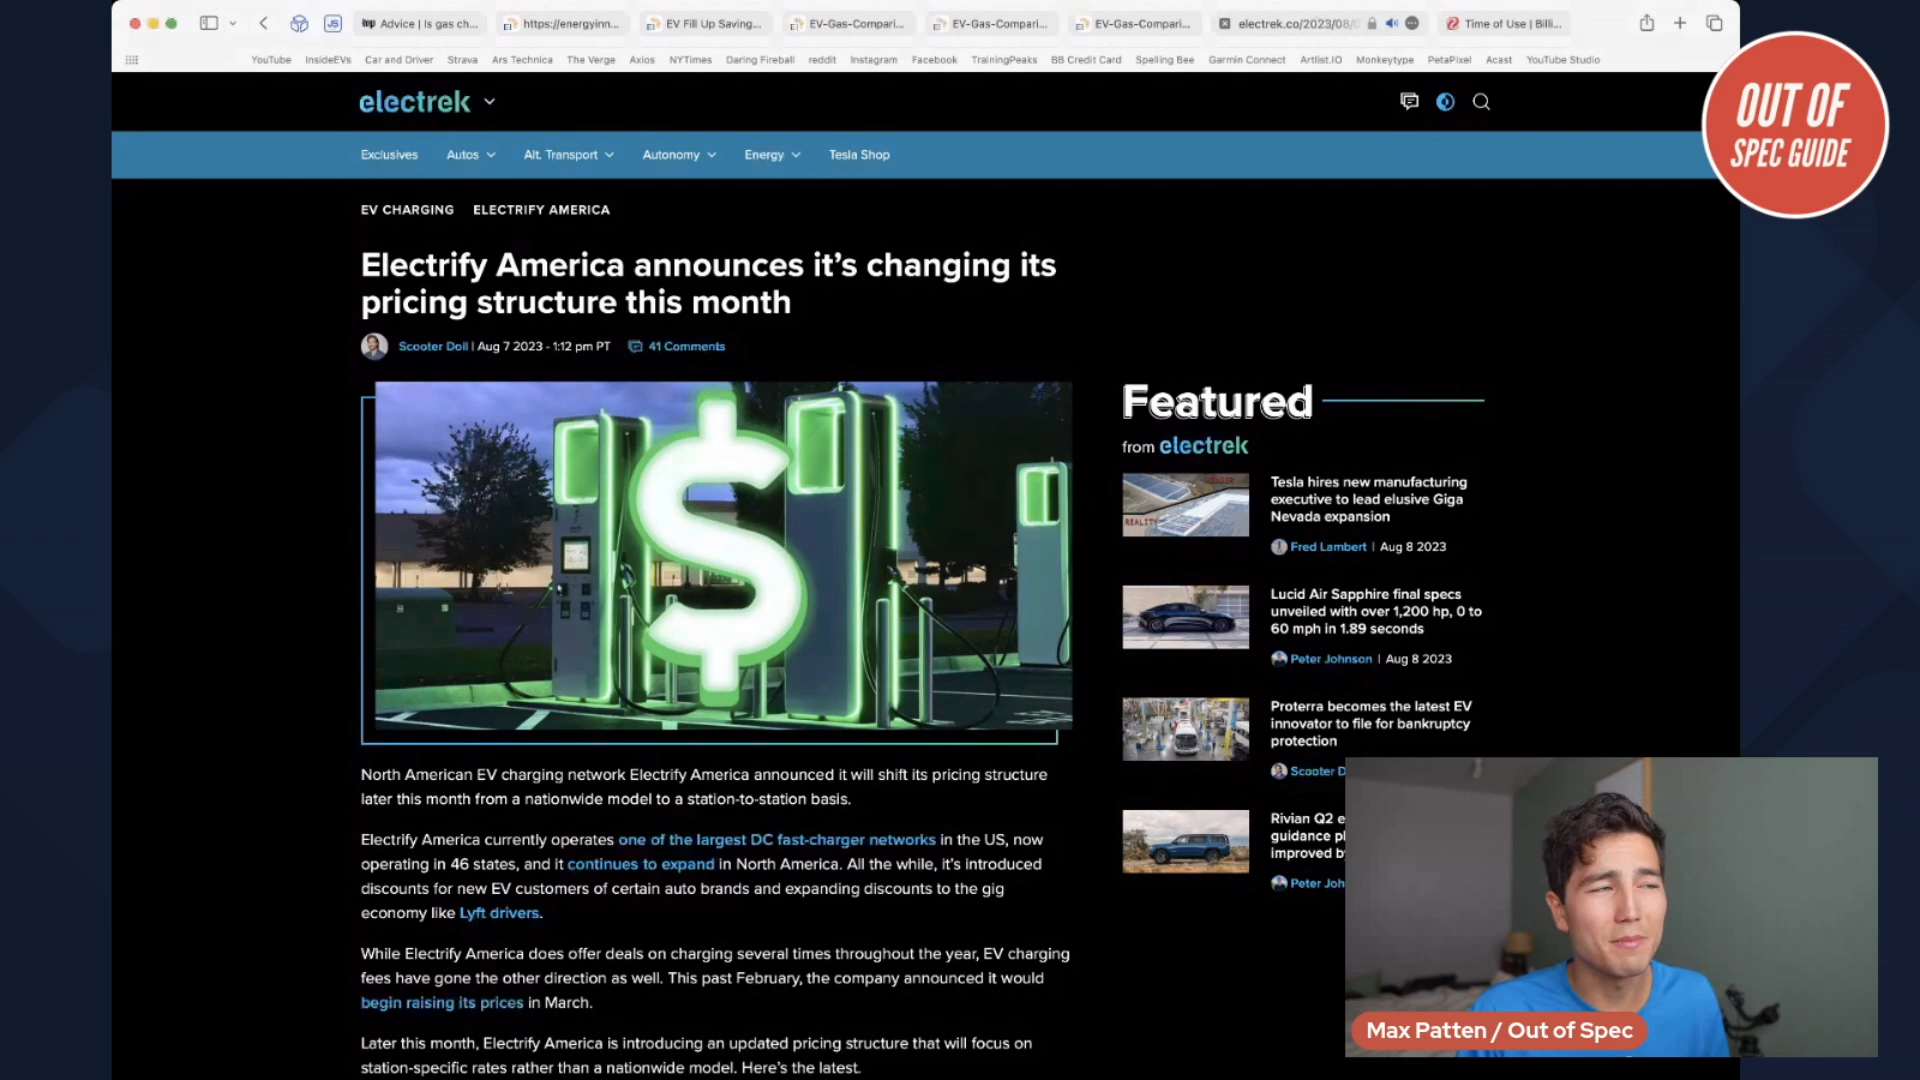 JS
Advice | Is gas ch...
https://energyinn...
EV Fill Up Saving...
EV-Gas-Compari...
EV-Gas-Compari...
EV-Gas-Compari...
electrek.co/2023/08/0
Time of Use | Billi...
YouTube InsideEVs Car and Driver Strava Ars Technica The Verge Axios NYTimes Daring Fireball reddit Instagram Facebook TrainingPeaks BB Credit Card Spelling Bee Garmin Connect Artlist.IO Monkeytype PetaPixel Acast YouTube Studio
OUT OF
SPEC GUIDE
electrek
Exclusives Autos Alt. Transport Autonomy Energy Tesla Shop
EV CHARGING ELECTRIFY AMERICA
Electrify America announces it's changing its
pricing structure this month
Scooter Doll | Aug 7 2023 - 1:12 pm PT 41 Comments
$
North American EV charging network Electrify America announced it will shift its pricing structure
later this month from a nationwide model to a station-to-station basis.
Electrify America currently operates one of the largest DC fast-charger networks in the US, now
operating in 46 states, and it continues to expand in North America. All the while, it's introduced
discounts for new EV customers of certain auto brands and expanding discounts to the gig
economy like Lyft drivers.
While Electrify America does offer deals on charging several times throughout the year, EV charging
fees have gone the other direction as well. This past February, the company announced it would
begin raising its prices in March.
Later this month, Electrify America is introducing an updated pricing structure that will focus on
station-specific rates rather than a nationwide model. Here's the latest.
Featured
from electrek
REALITY
Tesla hires new manufacturing
executive to lead elusive Giga
Nevada expansion
Fred Lambert | Aug 8 2023
Lucid Air Sapphire final specs
unveiled with over 1,200 hp, 0 to
60 mph in 1.89 seconds
Peter Johnson | Aug 8 2023
Proterra becomes the latest EV
innovator to file for bankruptcy
protection
Scooter D
Rivian Q2 e
guidance p
improved b
Peter Joh
Max Patten / Out of Spec